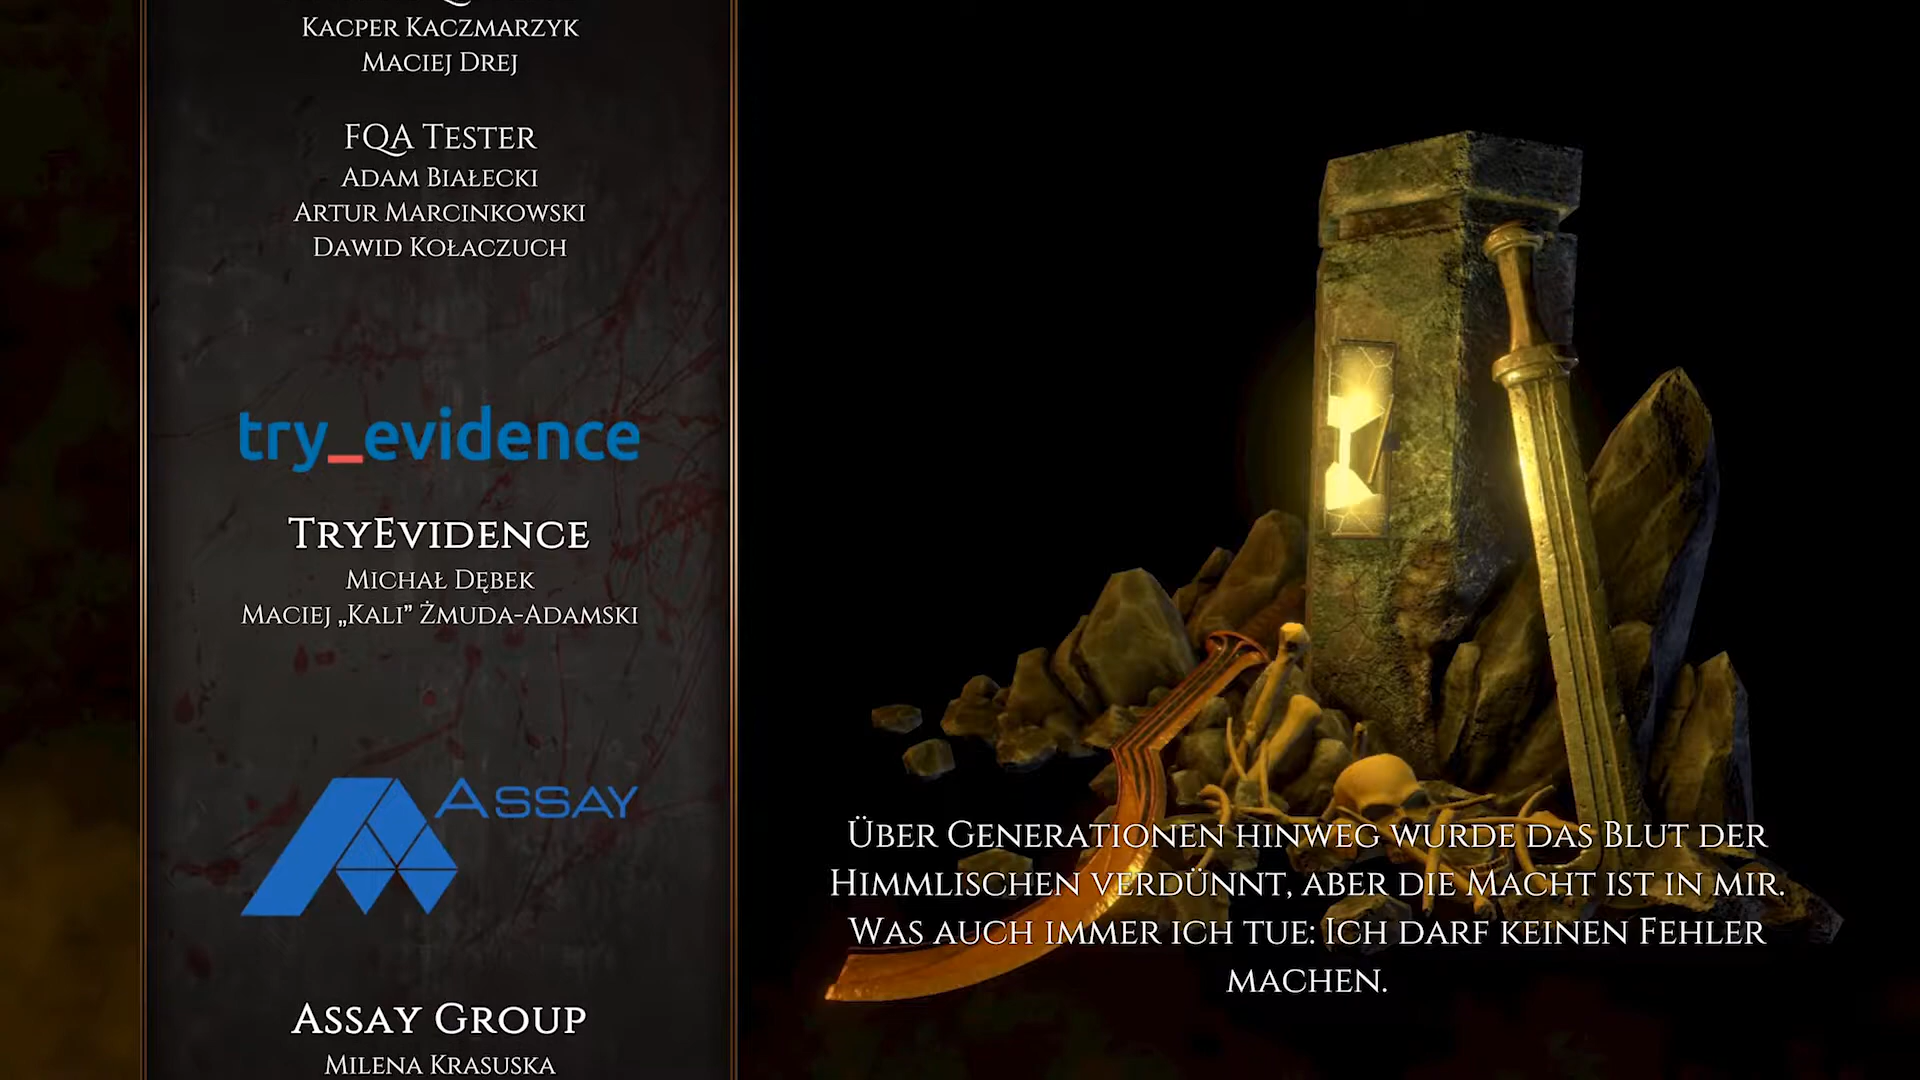 Kacper Kaczmarzyk
Maciej Drej
FQA Tester
Adam Białecki
Artur Marcinkowski
Dawid Kołaczuch
try_evidence
TryEvidence
Michał Dębek
Maciej „Kali” Żmuda-Adamski
Assay
Assay Group
Milena Krasuska
Über Generationen hinweg wurde das Blut der
Himmlischen verdünnt, aber die Macht ist in mir.
Was auch immer ich tue: Ich darf keinen Fehler
machen.